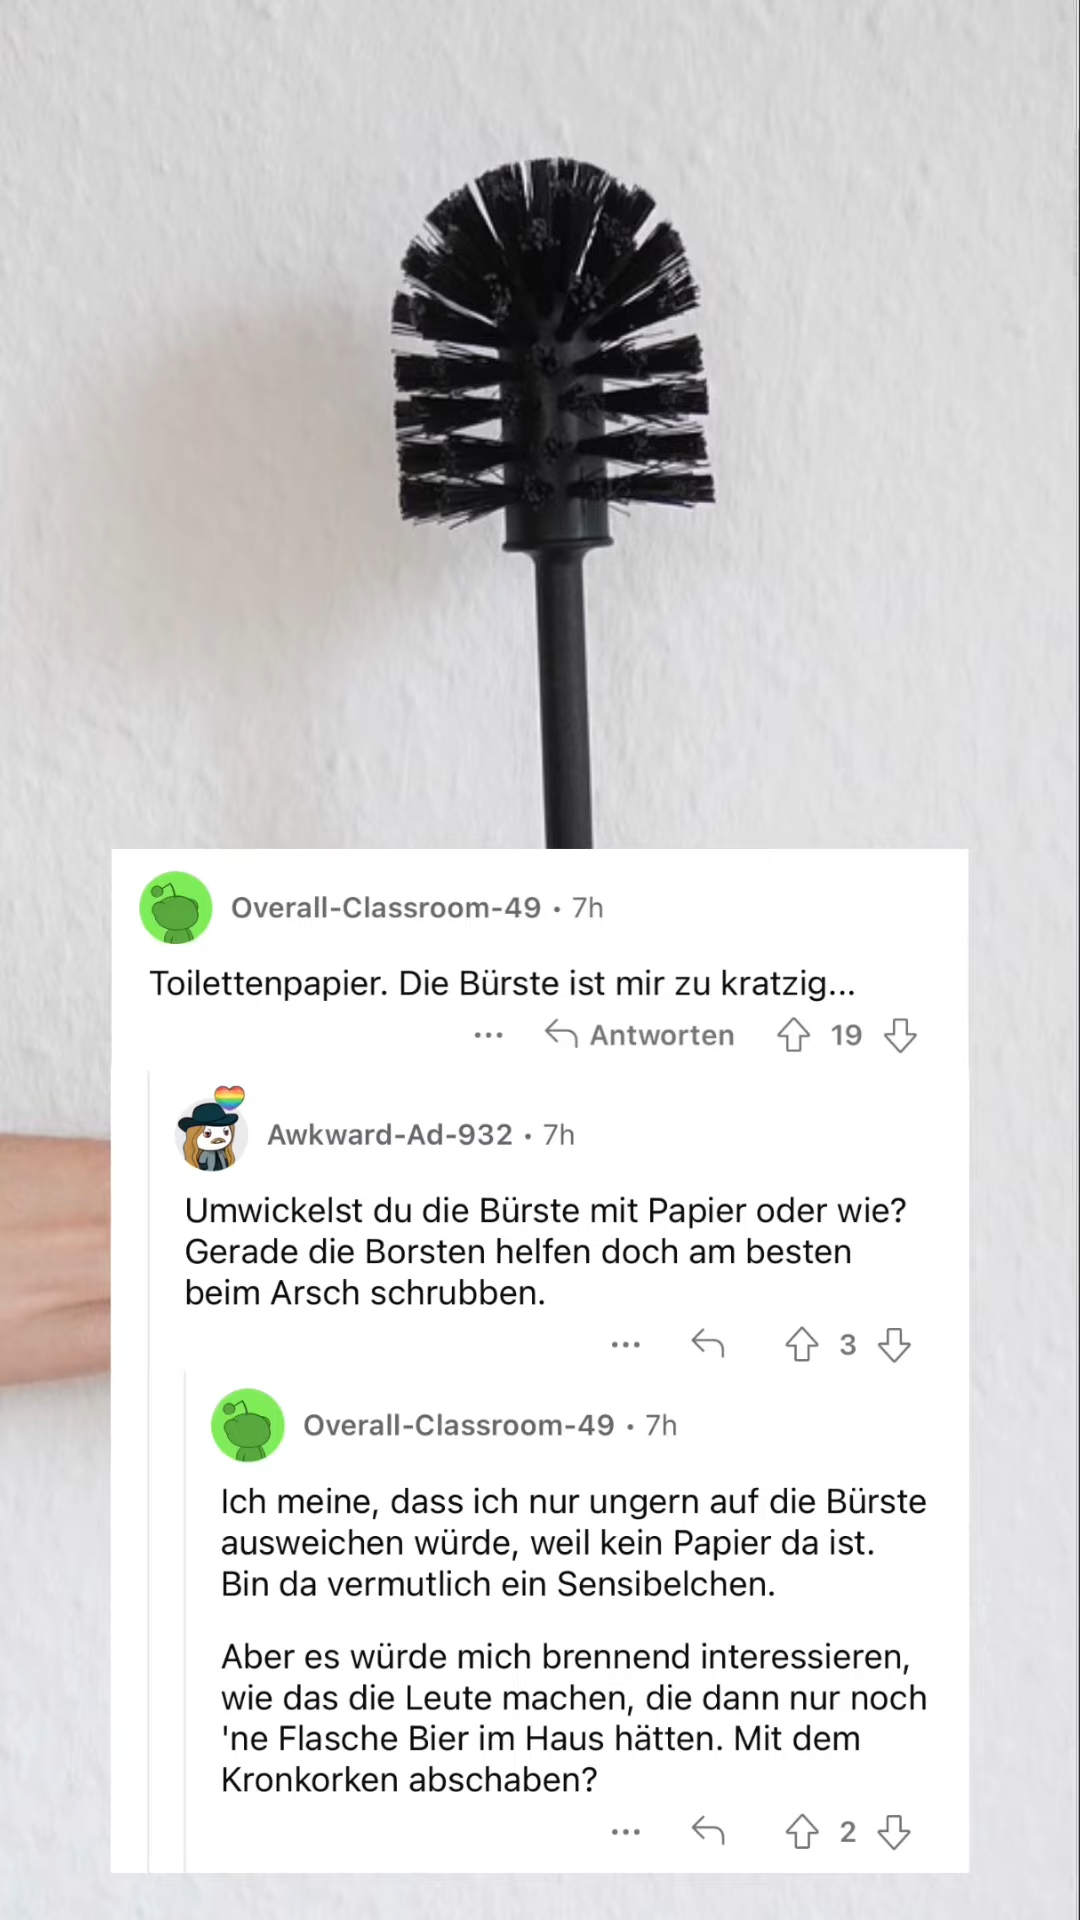 Overall-Classroom-49 • 7h
Toilettenpapier. Die Bürste ist mir zu kratzig...
... Antworten 19
Awkward-Ad-932 • 7h
Umwickelst du die Bürste mit Papier oder wie?
Gerade die Borsten helfen doch am besten
beim Arsch schrubben.
... 3
Overall-Classroom-49 • 7h
Ich meine, dass ich nur ungern auf die Bürste
ausweichen würde, weil kein Papier da ist.
Bin da vermutlich ein Sensibelchen.
Aber es würde mich brennend interessieren,
wie das die Leute machen, die dann nur noch
'ne Flasche Bier im Haus hätten. Mit dem
Kronkorken abschaben?
... 2